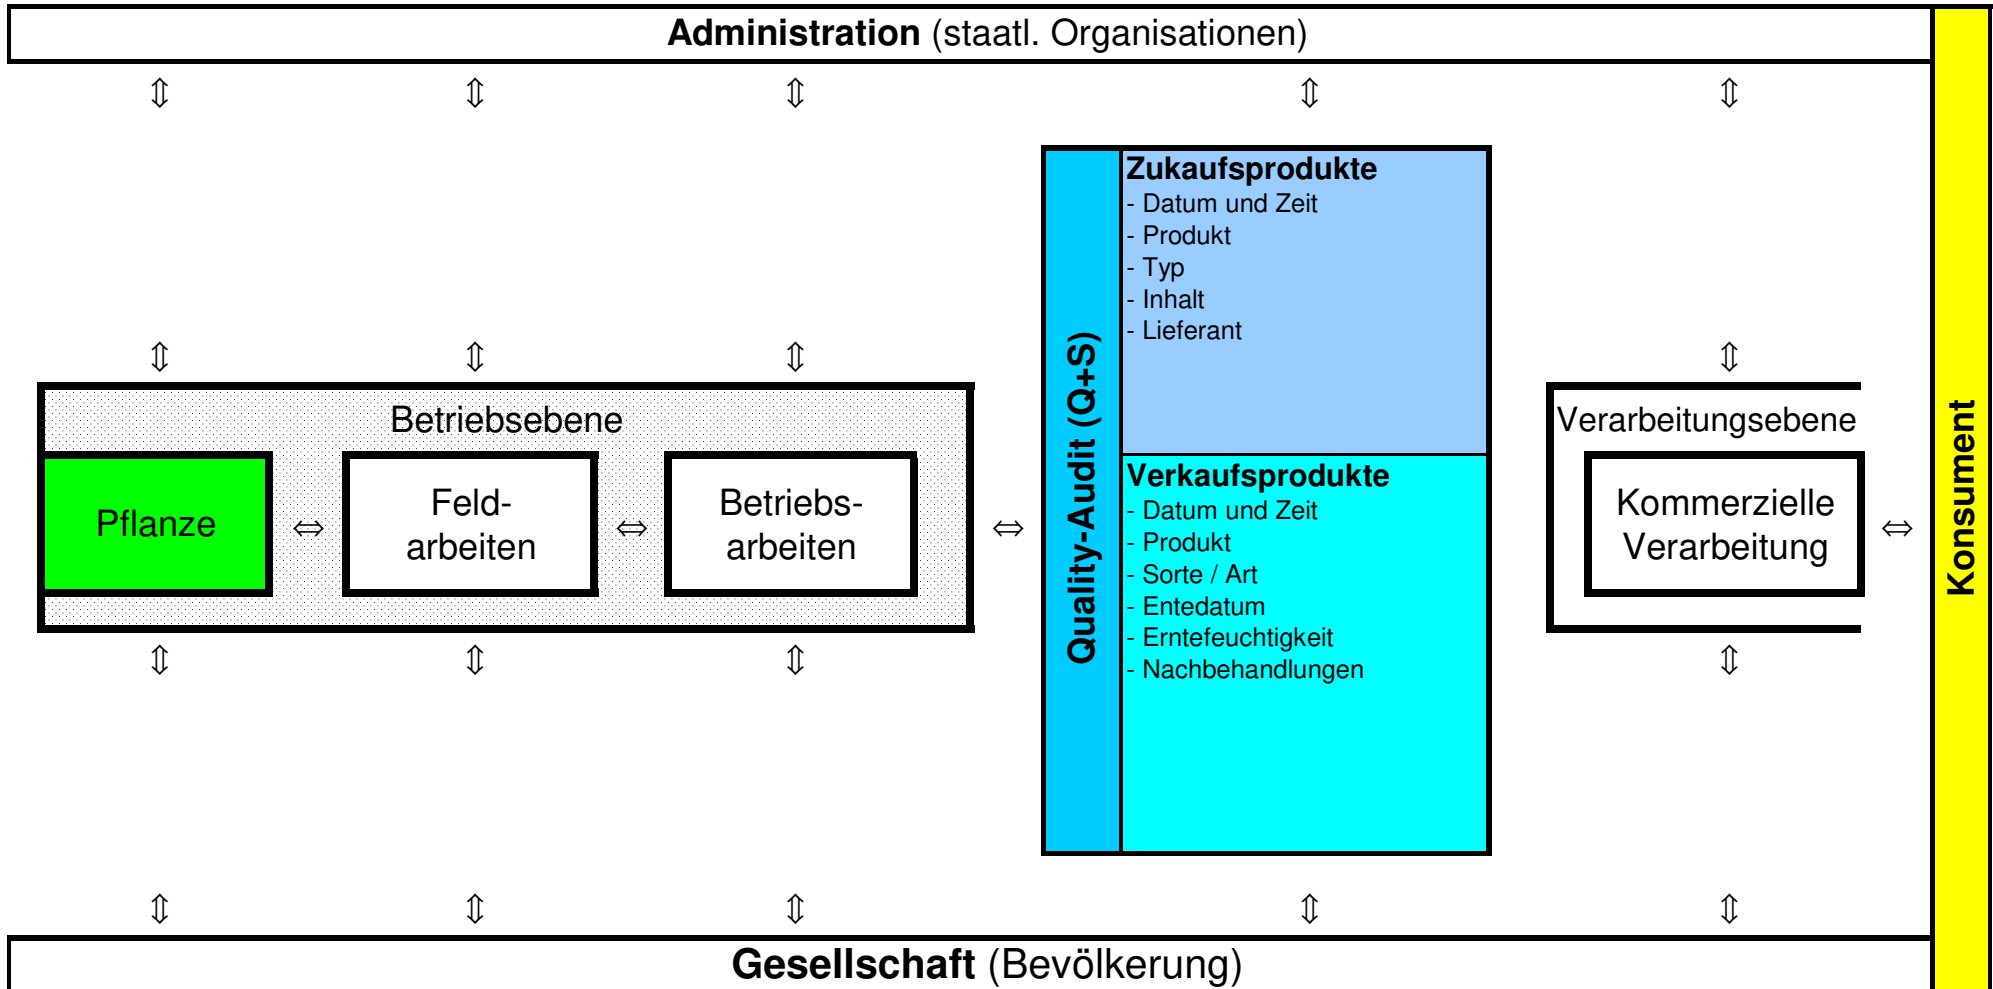 Administration (staatl. Organisationen)
Zukaufsprodukte
- Datum und Zeit
- Produkt
- Typ
- Inhalt
- Lieferant
Quality-Audit (Q+S)
Betriebsebene
Pflanze
Feld-
arbeiten
Betriebs-
arbeiten
Verkaufsprodukte
- Datum und Zeit
- Produkt
- Sorte / Art
- Entedatum
- Erntefeuchtigkeit
- Nachbehandlungen
Verarbeitungsebene
Kommerzielle
Verarbeitung
Konsument
Gesellschaft (Bevölkerung)